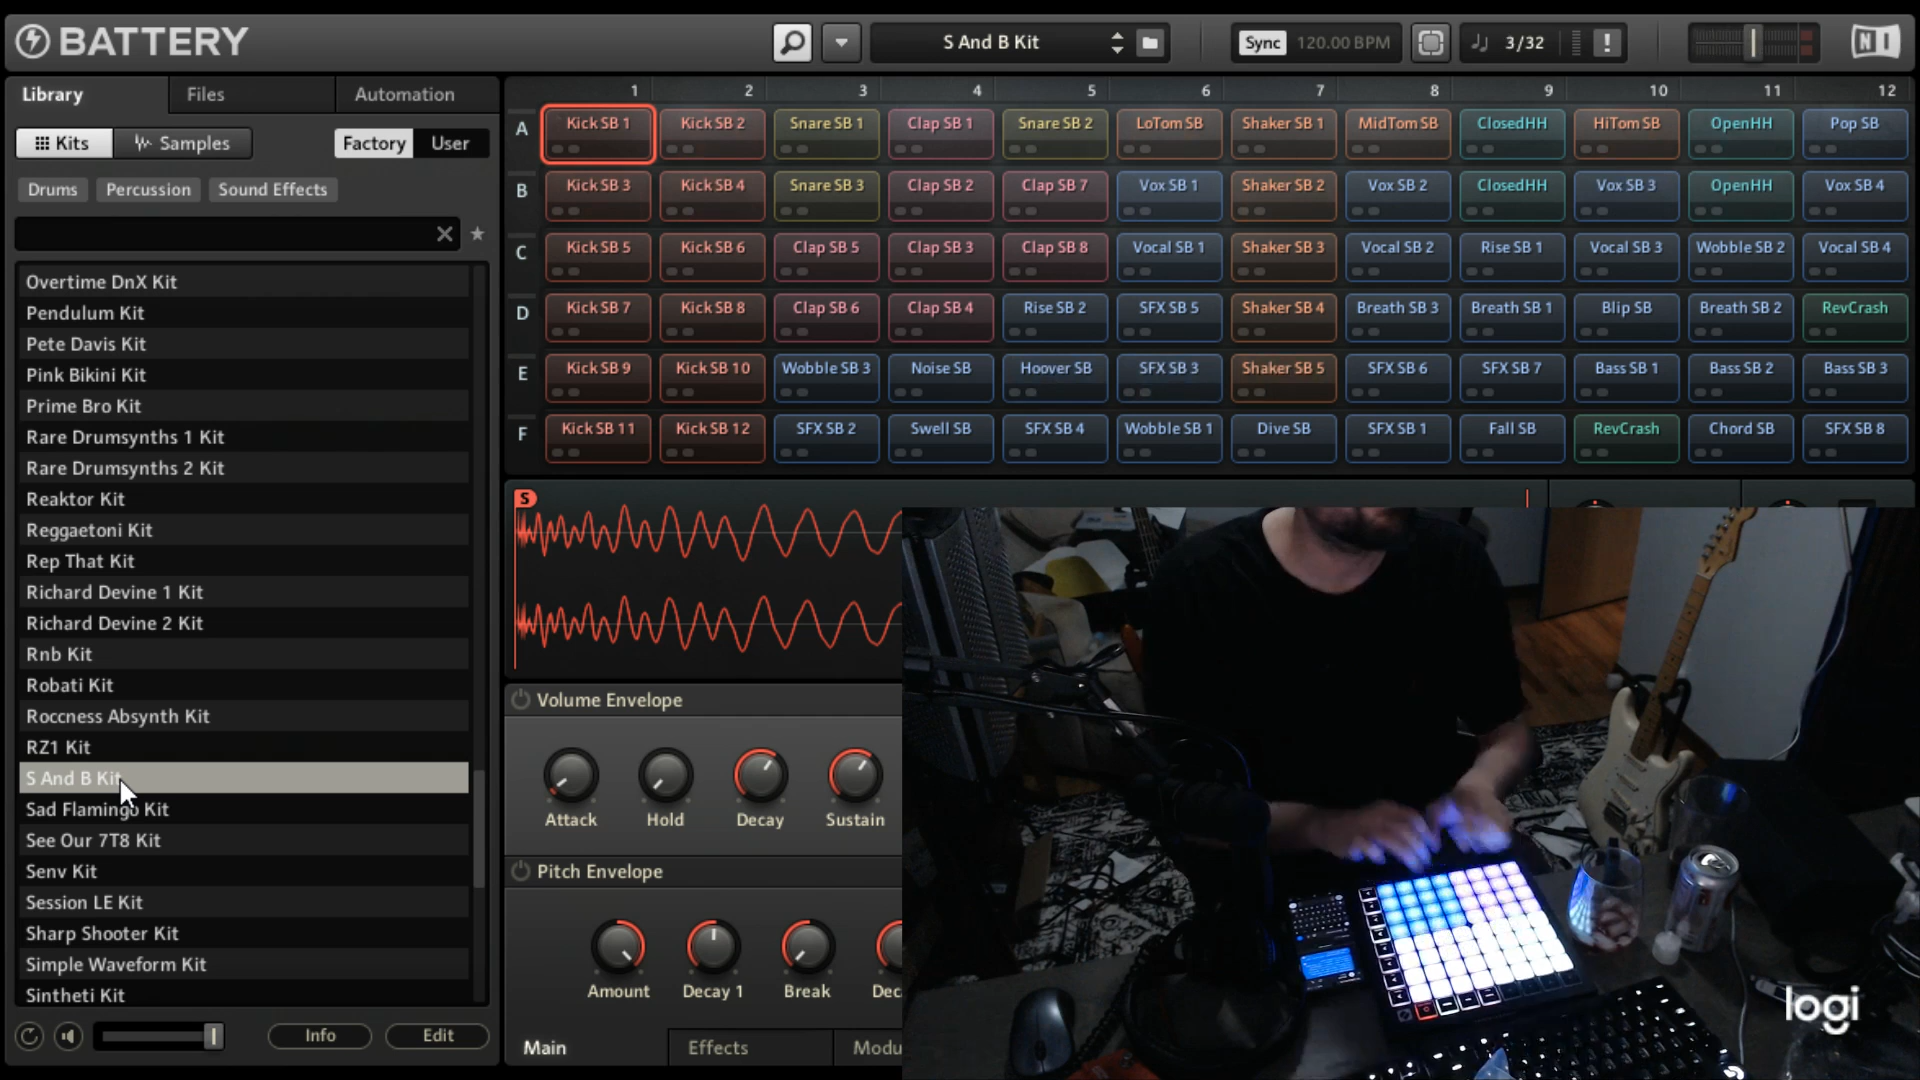 BATTERY
S And B Kit
Sync 120.00 BPM
3/32
!
NI
Library Files Automation
Kits Samples Factory User
Drums Percussion Sound Effects
Overtime DnX Kit
Pendulum Kit
Pete Davis Kit
Pink Bikini Kit
Prime Bro Kit
Rare Drumsynths 1 Kit
Rare Drumsynths 2 Kit
Reaktor Kit
Reggaetoni Kit
Rep That Kit
Richard Devine 1 Kit
Richard Devine 2 Kit
Rnb Kit
Robati Kit
Roccness Absynth Kit
RZ1 Kit
S And B Kit
Sad Flamingo Kit
See Our 7T8 Kit
Senv Kit
Session LE Kit
Sharp Shooter Kit
Simple Waveform Kit
Sintheti Kit
Info Edit
1 2 3 4 5 6 7 8 9 10 11 12
A Kick SB 1 Kick SB 2 Snare SB 1 Clap SB 1 Snare SB 2 LoTom SB Shaker SB 1 MidTom SB ClosedHH HiTom SB OpenHH Pop SB
B Kick SB 3 Kick SB 4 Snare SB 3 Clap SB 2 Clap SB 7 Vox SB 1 Shaker SB 2 Vox SB 2 ClosedHH Vox SB 3 OpenHH Vox SB 4
C Kick SB 5 Kick SB 6 Clap SB 5 Clap SB 3 Clap SB 8 Vocal SB 1 Shaker SB 3 Vocal SB 2 Rise SB 1 Vocal SB 3 Wobble SB 2 Vocal SB 4
D Kick SB 7 Kick SB 8 Clap SB 6 Clap SB 4 Rise SB 2 SFX SB 5 Shaker SB 4 Breath SB 3 Breath SB 1 Blip SB Breath SB 2 RevCrash
E Kick SB 9 Kick SB 10 Wobble SB 3 Noise SB Hoover SB SFX SB 3 Shaker SB 5 SFX SB 6 SFX SB 7 Bass SB 1 Bass SB 2 Bass SB 3
F Kick SB 11 Kick SB 12 SFX SB 2 Swell SB SFX SB 4 Wobble SB 1 Dive SB SFX SB 1 Fall SB RevCrash Chord SB SFX SB 8
S
Volume Envelope
Attack Hold Decay Sustain
Pitch Envelope
Amount Decay 1 Break Dec
Main Effects Modu
logi